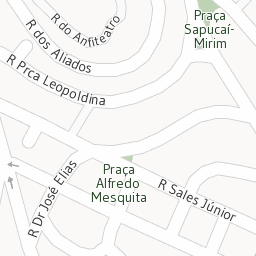 Praça
Sapucaí-
Mirim
R do Anfiteatro
R dos Aliados
R Prca Leopoldina
Praça
Alfredo
Mesquita
R Sales Júnior
R Dr José Elias